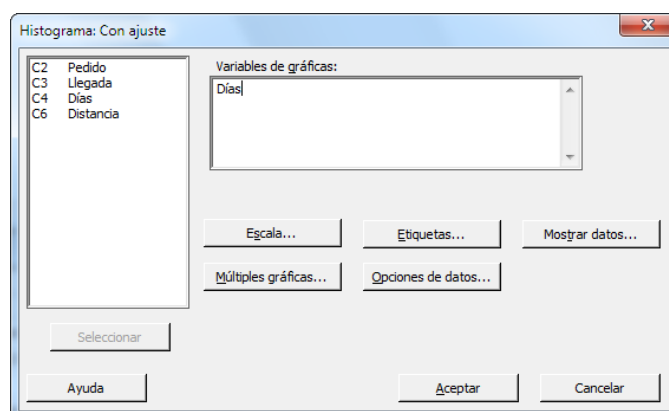 Histograma: Con ajuste
C2 Pedido
C3 Llegada
C4 Días
C6 Distancia
Variables de gráficas:
Días
Escala...
Etiquetas...
Mostrar datos...
Múltiples gráficas...
Opciones de datos...
Seleccionar
Ayuda
Aceptar
Cancelar